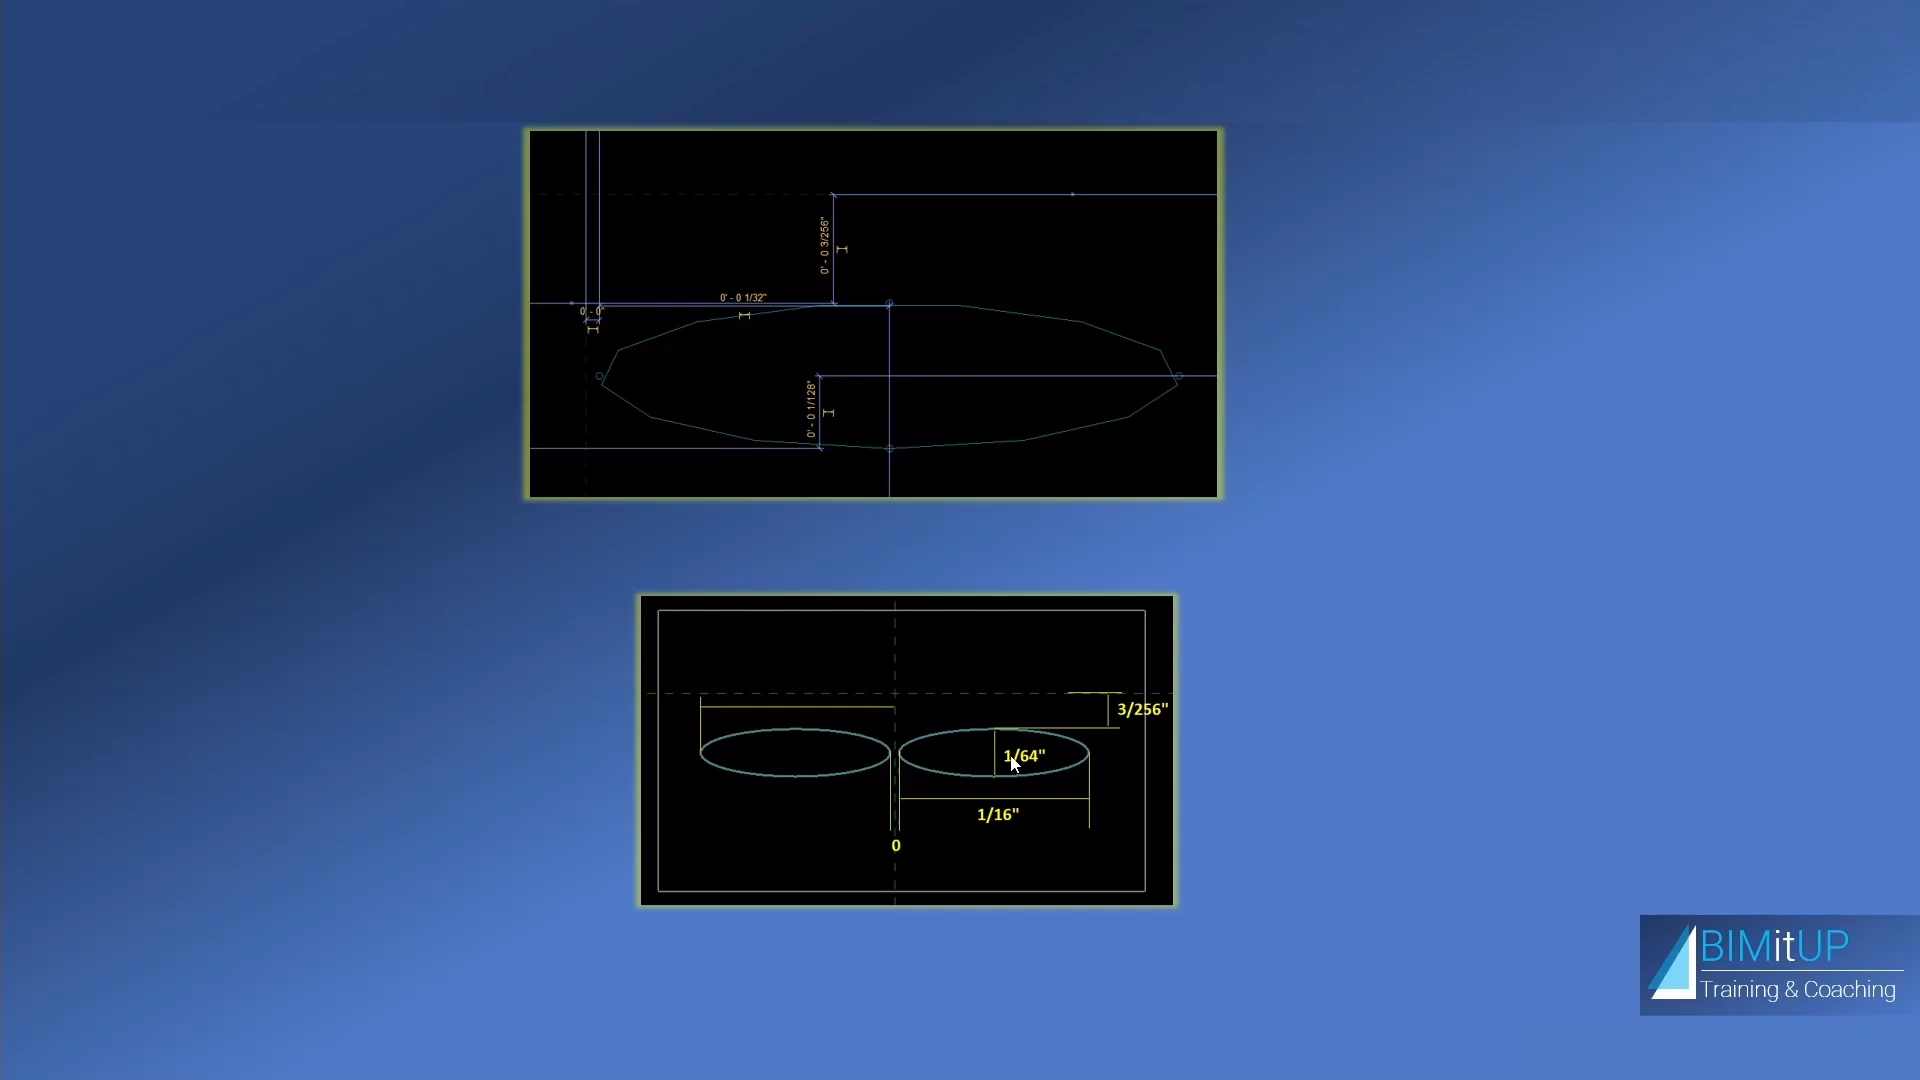 0' - 0 3/256"
0' - 0 1/32"
0' - 0"
0' - 0 1/128"
3/256"
1/64"
1/16"
0
BIMitUP
Training & Coaching